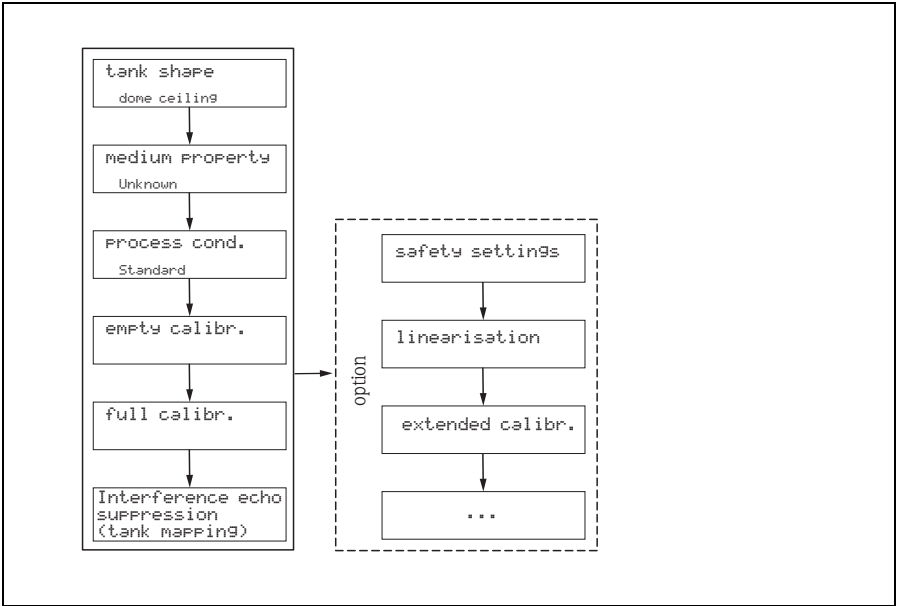 tank shape
dome ceiling
medium property
Unknown
process cond.
Standard
empty calibr.
full calibr.
Interference echo
suppression
(tank mapping)
option
safety settings
linearisation
extended calibr.
...